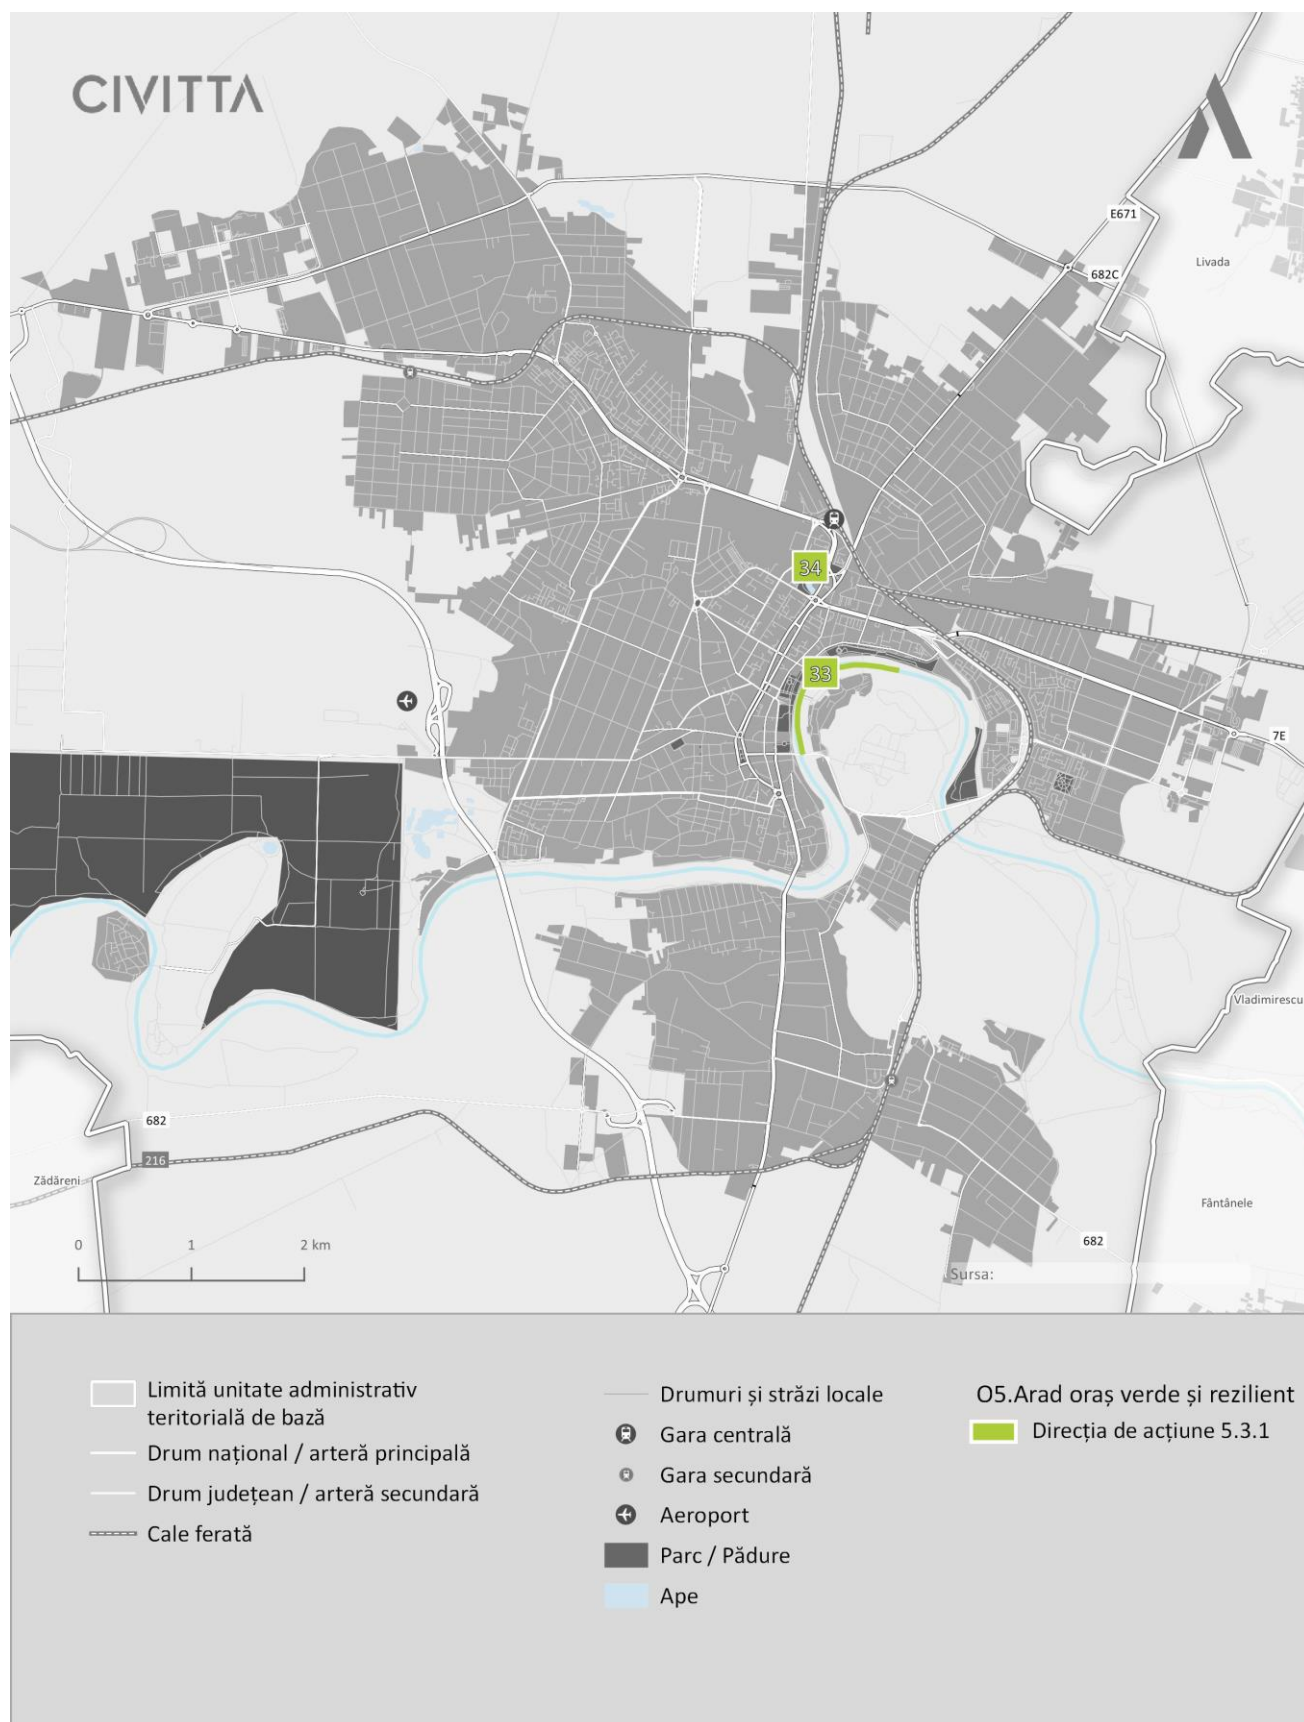 CIVITTA
E671
Livada
682C
34
33
7E
Vladimirescu
682
216
Zădăreni
Fântânele
0 1 2 km
682
Sursa:
Limită unitate administrativ
teritorială de bază
Drum național / arteră principală
Drum județean / arteră secundară
Cale ferată
Drumuri și străzi locale
Gara centrală
Gara secundară
Aeroport
Parc / Pădure
Ape
O5.Arad oraș verde și rezilient
Direcția de acțiune 5.3.1